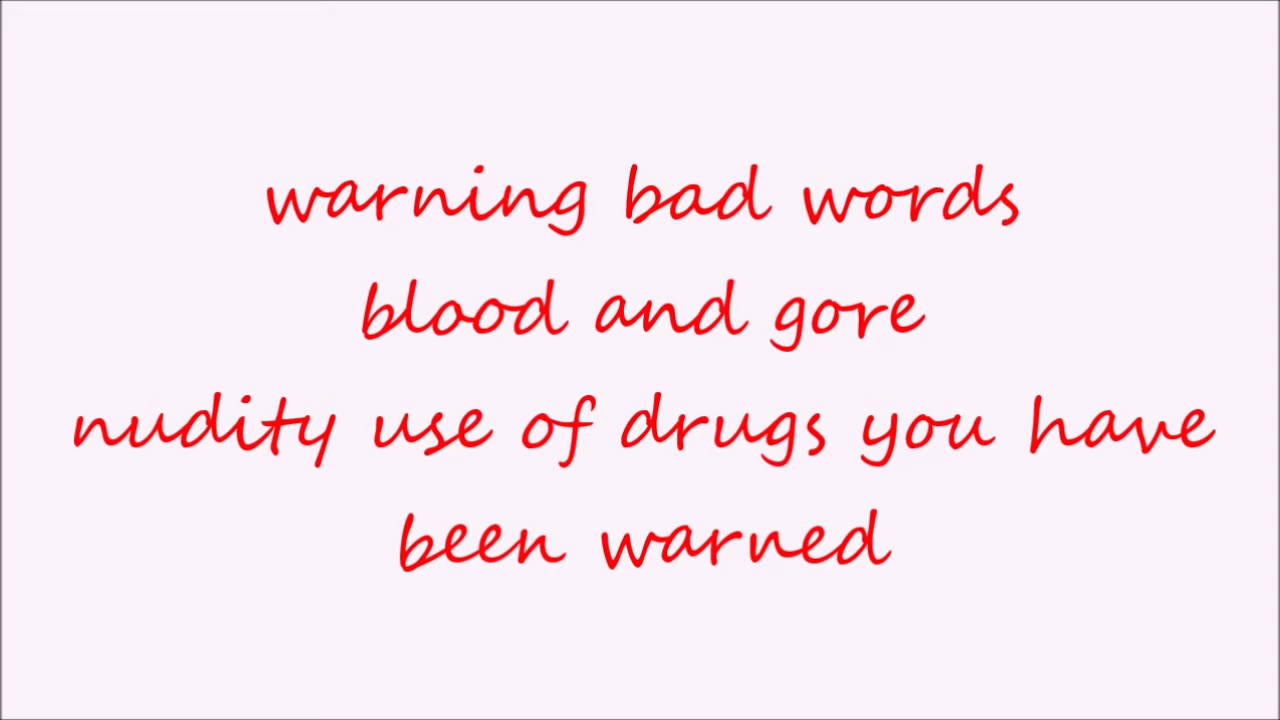 warning bad words
blood and gore
nudity use of drugs you have
been warned